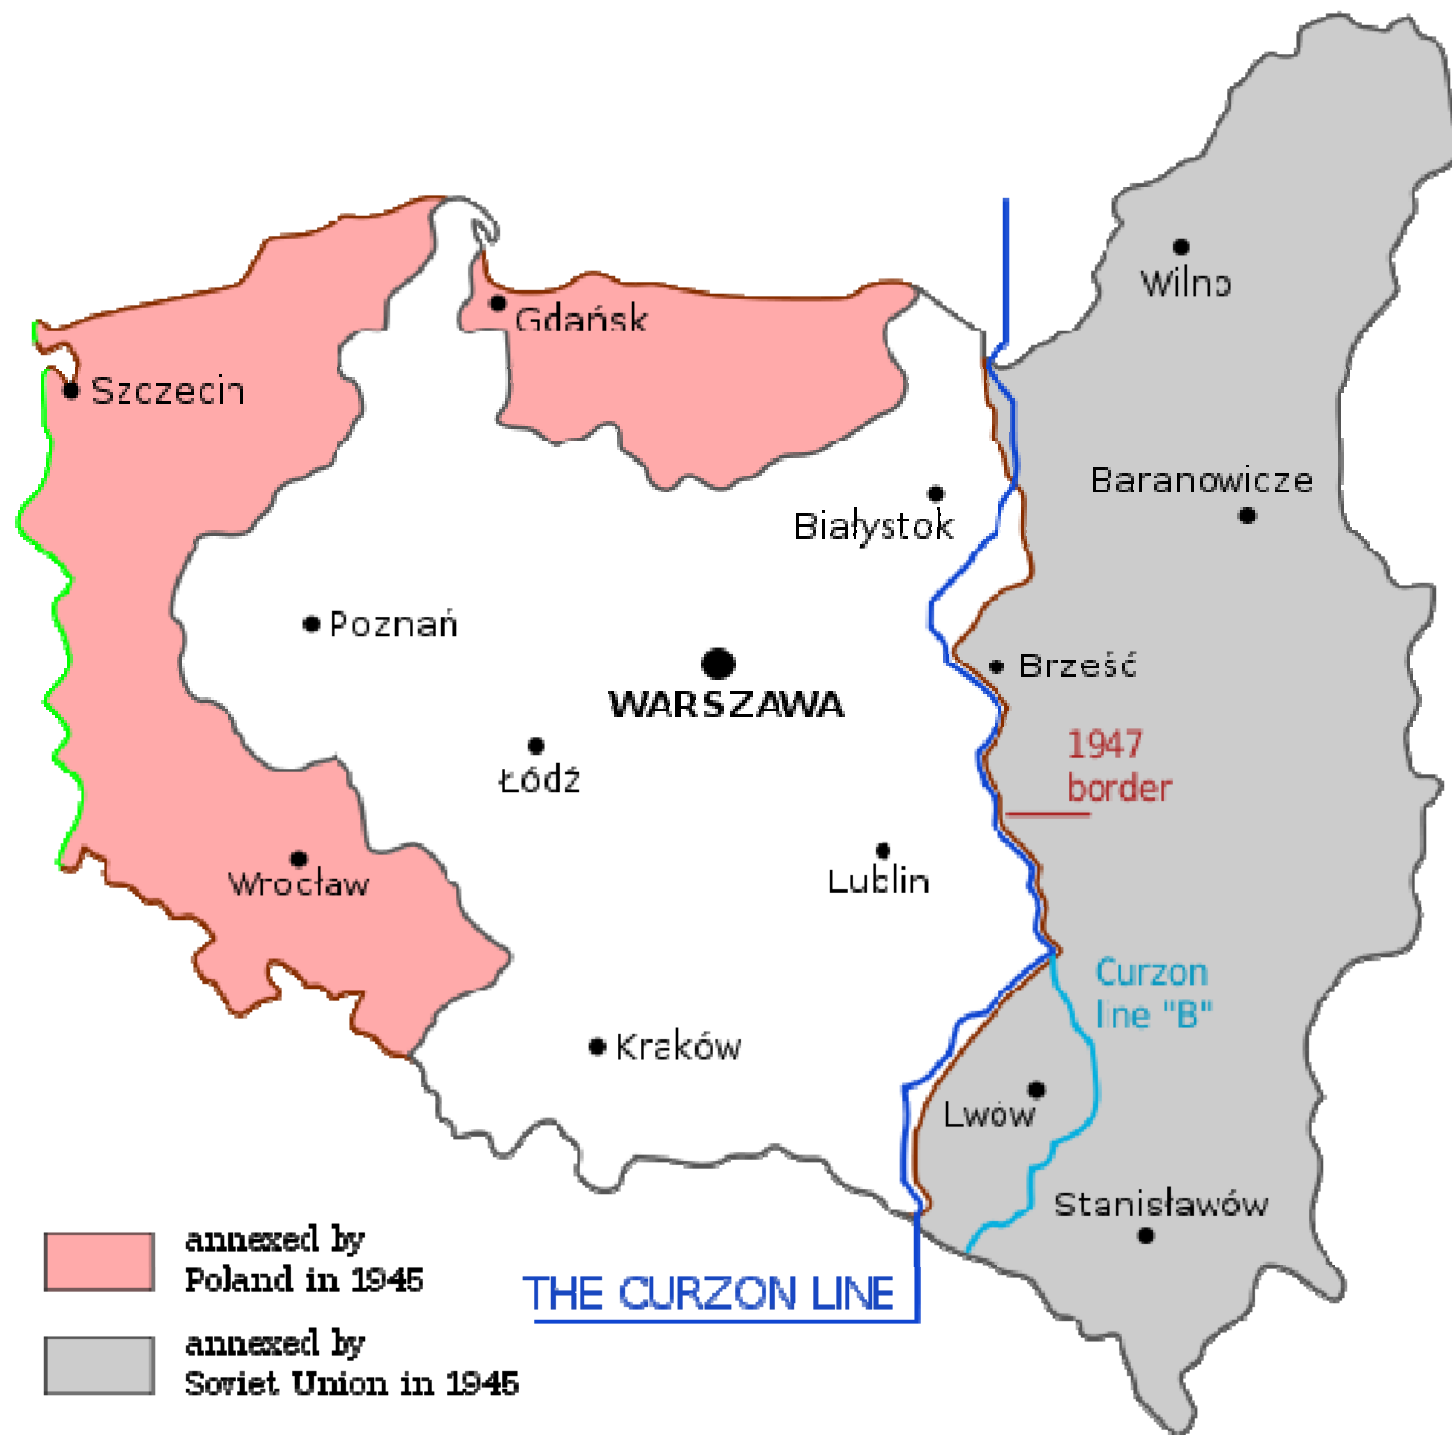 Wilno
Gdańsk
Szczecin
Baranowicze
Białystok
Poznań
Brześć
WARSZAWA
1947
border
Łódź
Wrocław
Lublin
Curzon
line "B"
Kraków
Lwów
Stanisławów
annexed by
Poland in 1945
THE CURZON LINE
annexed by
Soviet Union in 1945